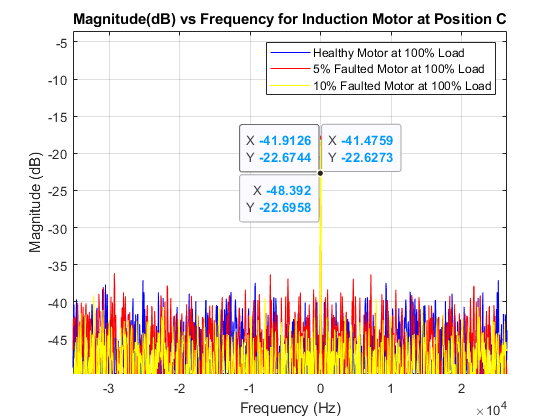 Magnitude(dB) vs Frequency for Induction Motor at Position C
Healthy Motor at 100% Load
5% Faulted Motor at 100% Load
10% Faulted Motor at 100% Load
X -41.9126
Y -22.6744
X -41.4759
Y -22.6273
X -48.392
Y -22.6958
Magnitude (dB)
-5
-10
-15
-20
-25
-30
-35
-40
-45
-3 -2 -1 0 1 2
×10⁴
Frequency (Hz)